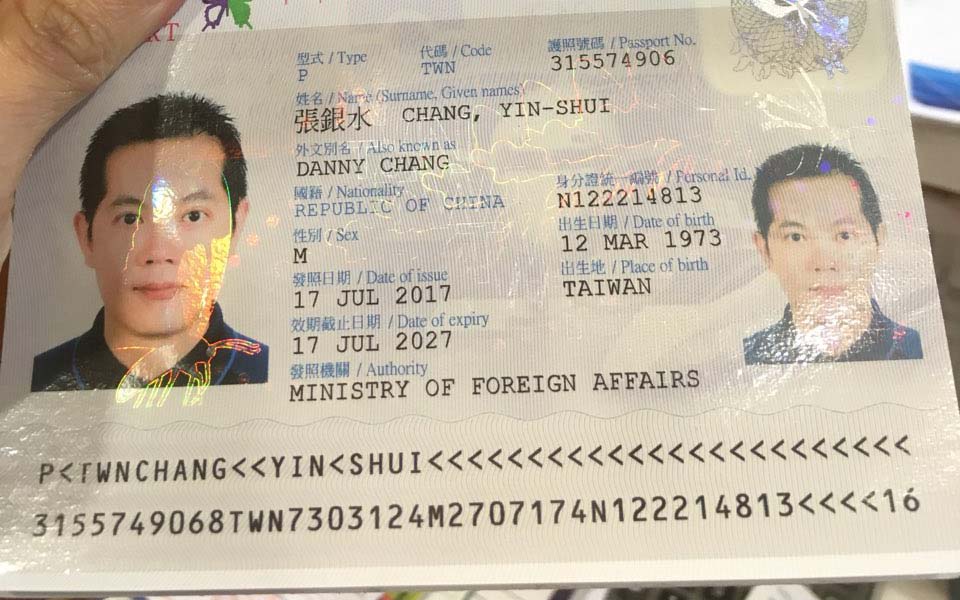 RT
型式 / Type
P
代碼 / Code
TWN
護照號碼 / Passport No.
315574906
姓名 / Name (Surname, Given names)
張銀水 CHANG, YIN-SHUI
外文別名 / Also known as
DANNY CHANG
國籍 / Nationality
REPUBLIC OF CHINA
身分證統一編號 / Personal Id.
N122214813
性別 / Sex
M
出生日期 / Date of birth
12 MAR 1973
發照日期 / Date of issue
17 JUL 2017
出生地 / Place of birth
TAIWAN
效期截止日期 / Date of expiry
17 JUL 2027
發照機關 / Authority
MINISTRY OF FOREIGN AFFAIRS
P<TWNCHANG<<YIN<SHUI<<<<<<<<<<<<<<<<<<<<<<<<
3155749068TWN7303124M2707174N122214813<<<<16